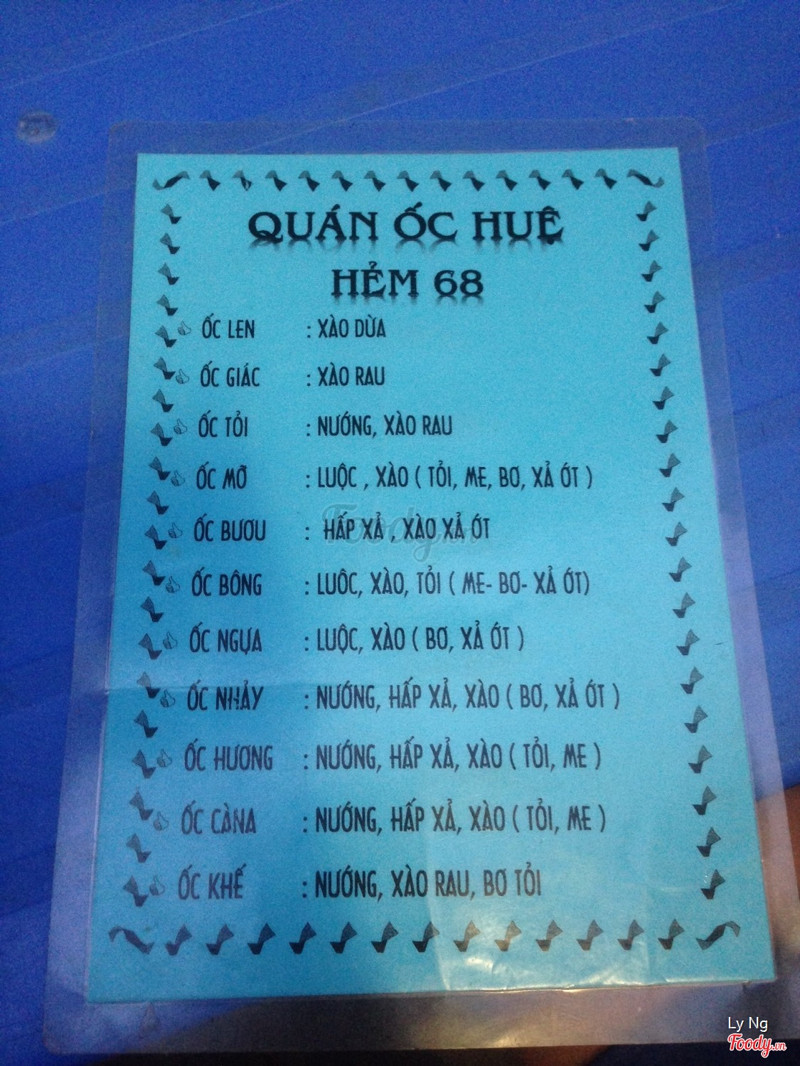 QUÁN ỐC HUỆ
HẺM 68
ỐC LEN : XÀO DỪA
ỐC GIÁC : XÀO RAU
ỐC TỎI : NƯỚNG, XÀO RAU
ỐC MỠ : LUỘC , XÀO ( TỎI, ME, BƠ, XẢ ỚT )
ỐC BƯƠU : HẤP XẢ , XÀO XẢ ỚT
ỐC BÔNG : LUÔC, XÀO, TỎI ( ME- BƠ- XẢ ỚT)
ỐC NGỰA : LUỘC, XÀO ( BƠ, XẢ ỚT )
ỐC NHẢY : NƯỚNG, HẤP XẢ, XÀO ( BƠ, XẢ ỚT )
ỐC HƯƠNG : NƯỚNG, HẤP XẢ, XÀO ( TỎI, ME )
ỐC CÀNA : NƯỚNG, HẤP XẢ, XÀO ( TỎI, ME )
ỐC KHẾ : NƯỚNG, XÀO RAU, BƠ TỎI
Foody.vn
Ly Ng
Foody.vn